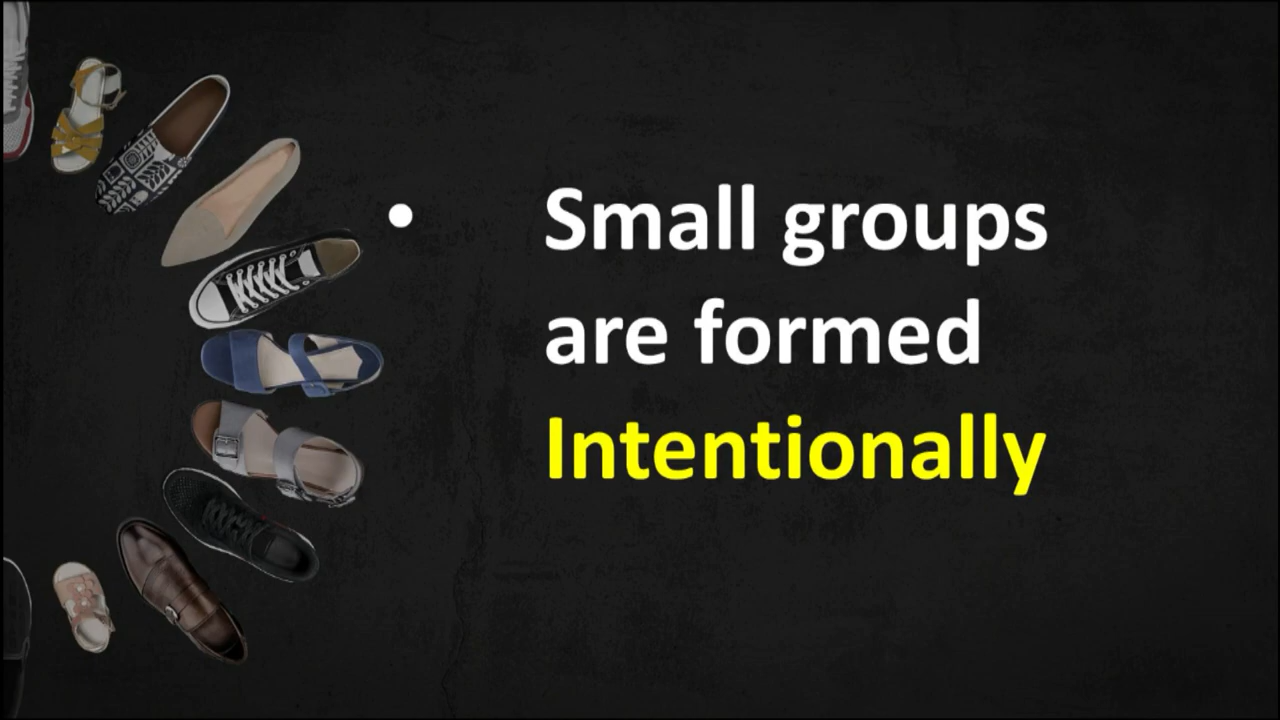 • Small groups
are formed
Intentionally